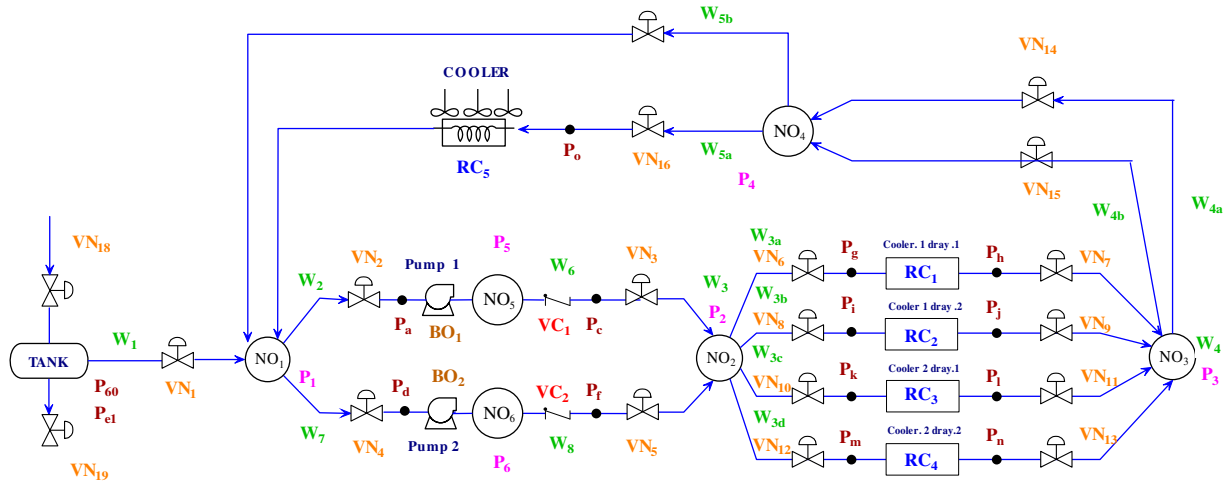 W5b
VN14
COOLER
NO4
Po
W5a
RC5
VN16
P4
VN15
W4b
W4a
VN18
P5
W3a
Pg
Cooler. 1 dray .1
Ph
VN2
Pump 1
W6
VN3
VN6
VN7
W2
W3
RC1
NO5
W3b
Pi
Cooler 1 dray .2
Pj
W1
Pa
BO1
VC1
Pc
P2
VN8
RC2
VN9
TANK
NO1
NO2
W3c
NO3
W4
P60
VN1
P1
Pd
BO2
VC2
Pf
VN10
Pk
Cooler 2 dray.1
Pl
VN11
P3
Pe1
NO6
RC3
W3d
W7
VN4
Pump 2
W8
VN5
VN12
Pm
Cooler. 2 dray.2
Pn
VN13
VN19
P6
RC4